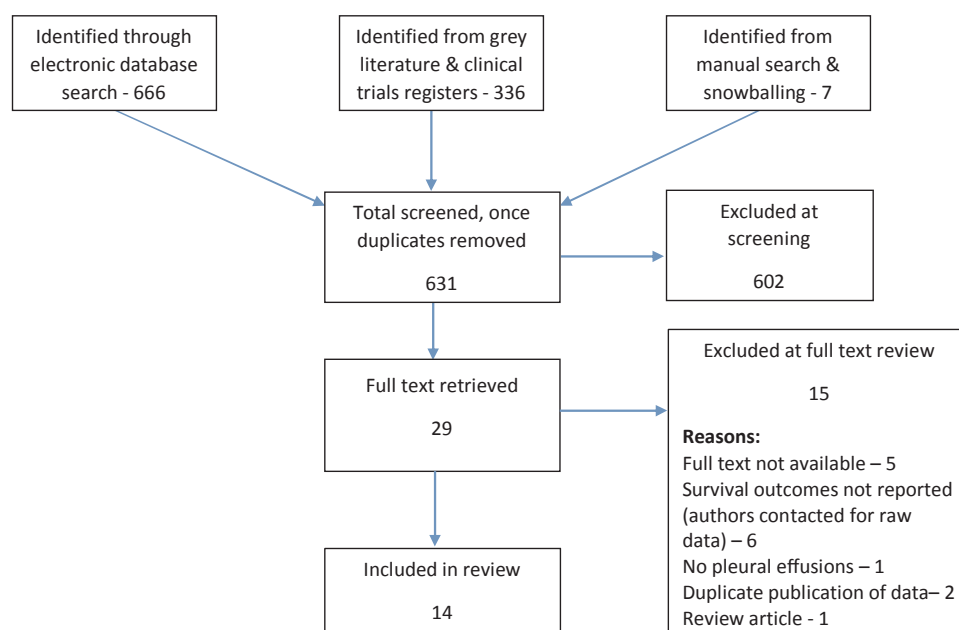 Identified through
electronic database
search - 666
Identified from grey
literature & clinical
trials registers - 336
Identified from
manual search &
snowballing - 7
Total screened, once
duplicates removed
631
Excluded at
screening
602
Full text retrieved
29
Excluded at full text review
15
Reasons:
Full text not available – 5
Survival outcomes not reported
(authors contacted for raw
data) – 6
No pleural effusions – 1
Duplicate publication of data– 2
Review article - 1
Included in review
14